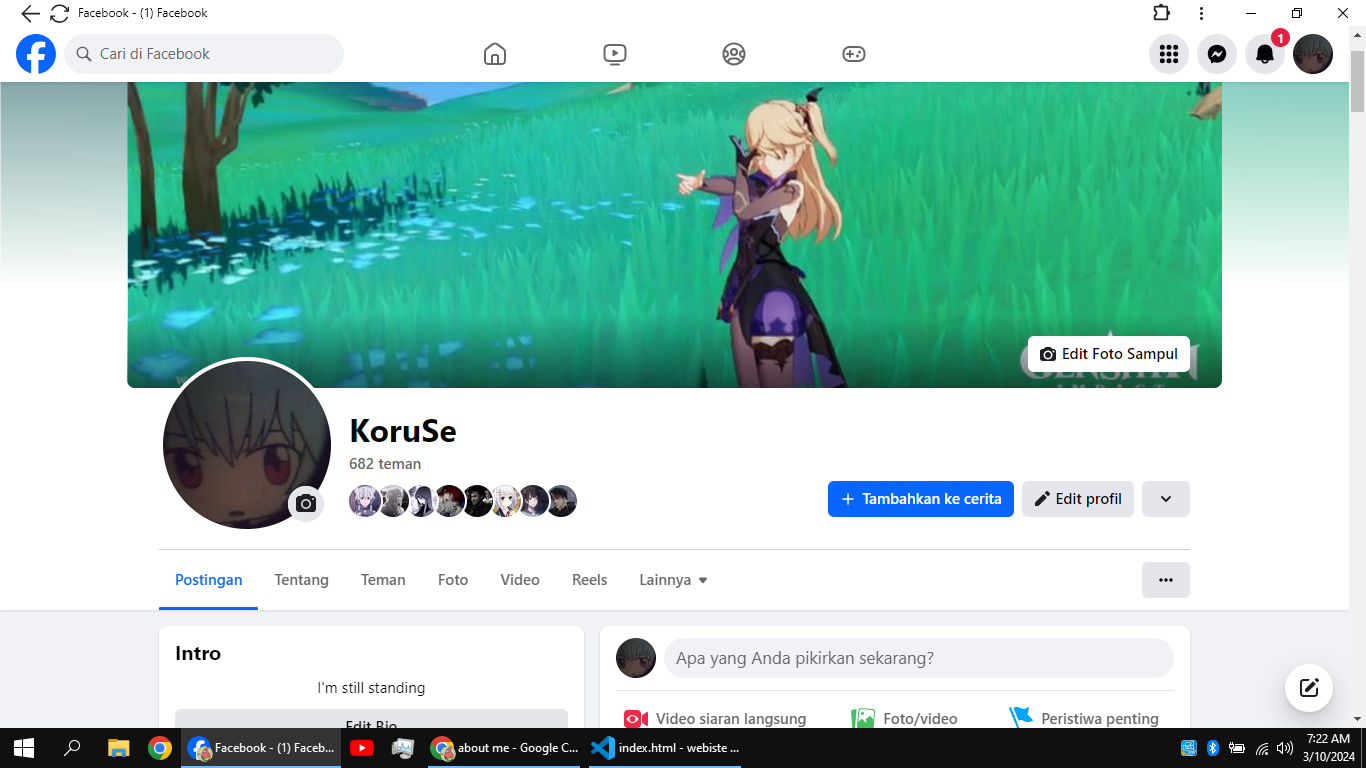 Facebook - (1) Facebook
Cari di Facebook
1
Edit Foto Sampul
GENSHIN
IMPACT
KoruSe
682 teman
Tambahkan ke cerita
Edit profil
Postingan
Tentang
Teman
Foto
Video
Reels
Lainnya
Intro
I'm still standing
Edit Bio
Apa yang Anda pikirkan sekarang?
Video siaran langsung
Foto/video
Peristiwa penting
Facebook - (1) Faceb...
about me - Google C...
index.html - webiste ...
7:22 AM
3/10/2024